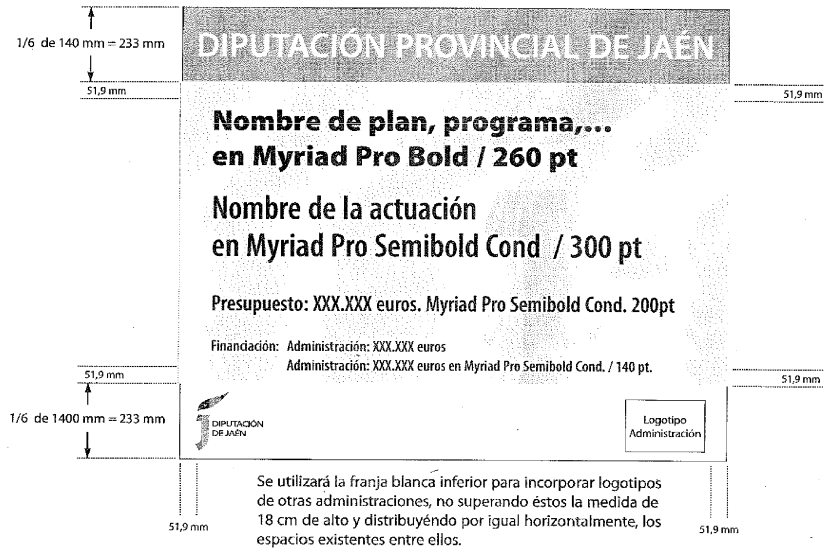 1/6 de 140 mm = 233 mm
DIPUTACIÓN PROVINCIAL DE JAÉN
51,9 mm
51,9 mm
Nombre de plan, programa,...
en Myriad Pro Bold / 260 pt
Nombre de la actuación
en Myriad Pro Semibold Cond / 300 pt
Presupuesto: XXX.XXX euros. Myriad Pro Semibold Cond. 200pt
Financiación: Administración: XXX.XXX euros
Administración: XXX.XXX euros en Myriad Pro Semibold Cond. / 140 pt.
51,9 mm
51,9 mm
1/6 de 1400 mm = 233 mm
DIPUTACIÓN
DE JAÉN
Logotipo
Administración
Se utilizará la franja blanca inferior para incorporar logotipos
de otras administraciones, no superando éstos la medida de
18 cm de alto y distribuyéndo por igual horizontalmente, los
espacios existentes entre ellos.
51,9 mm
51,9 mm